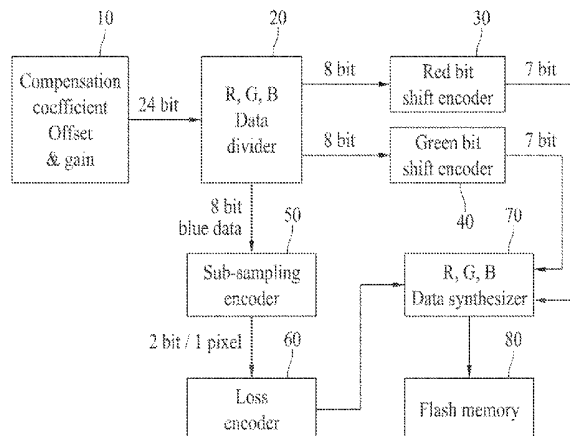 10
20
30
Compensation
coefficient
Offset
& gain
24 bit
R, G, B
Data
divider
8 bit
Red bit
shift encoder
7 bit
8 bit
Green bit
shift encoder
7 bit
40
8 bit
blue data
50
70
Sub-sampling
encoder
R, G, B
Data synthesizer
2 bit / 1 pixel
60
80
Loss
encoder
Flash memory